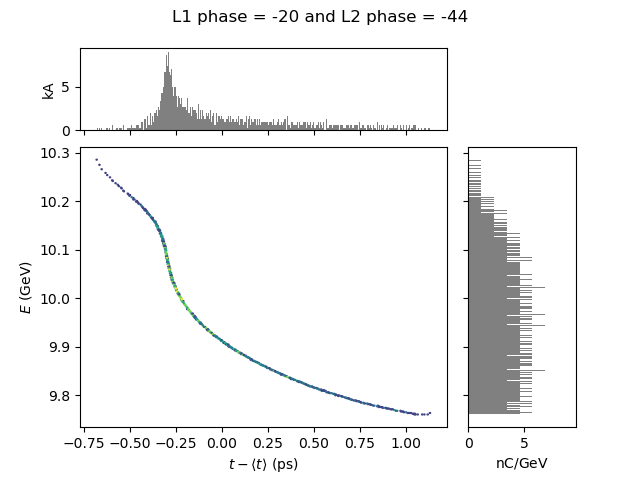 L1 phase = -20 and L2 phase = -44
kA
5
0
10.3
10.2
10.1
10.0
9.9
9.8
E (GeV)
−0.75 −0.50 −0.25 0.00 0.25 0.50 0.75 1.00
t − ⟨t⟩ (ps)
0 5
nC/GeV